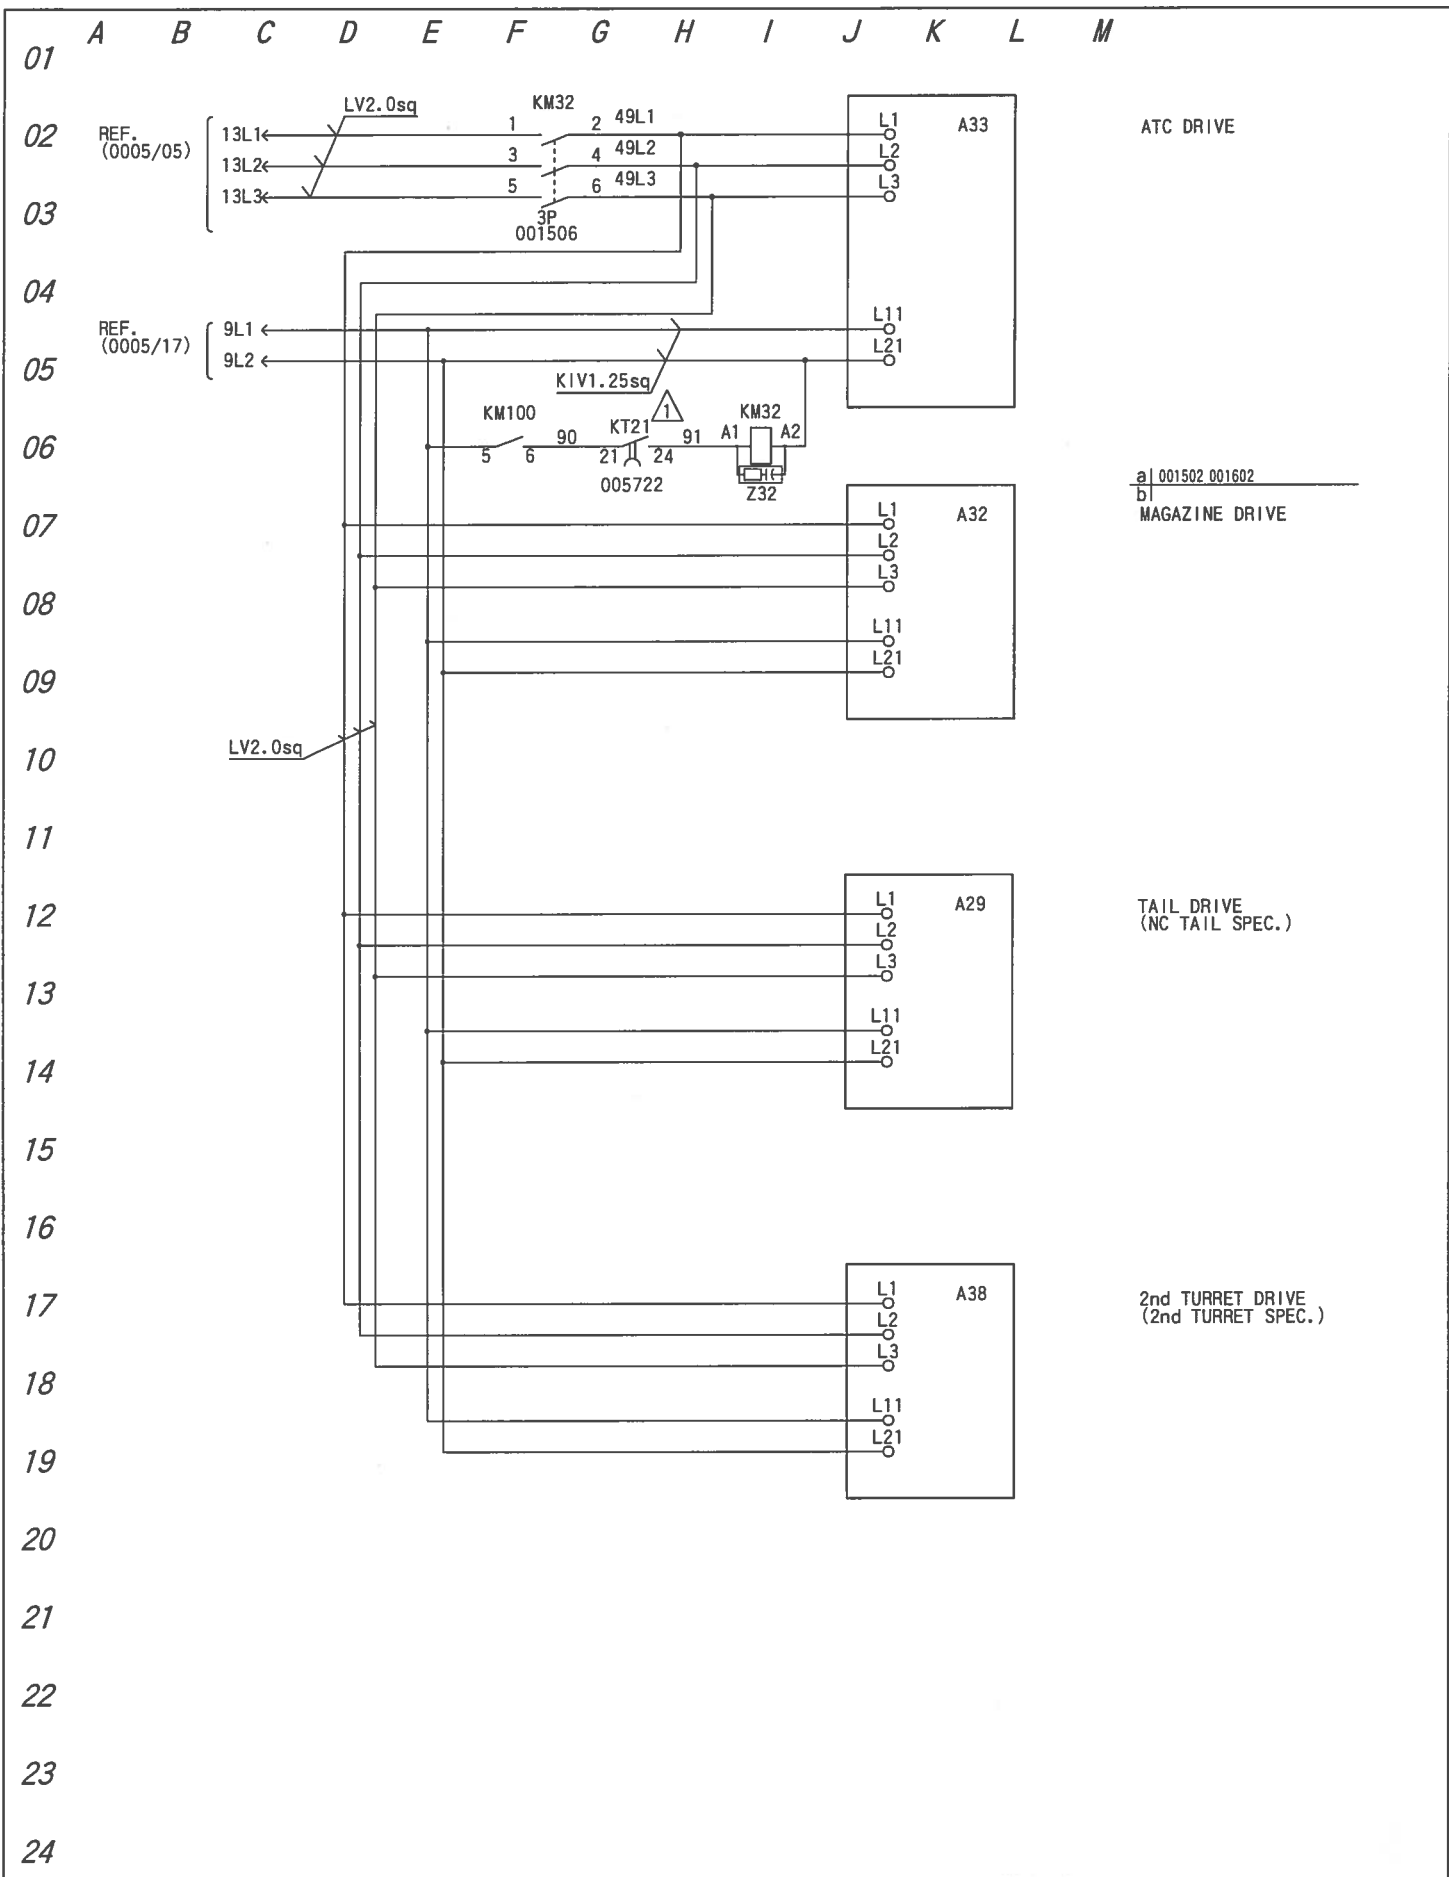 A B C D E F G H I J K L M
01
LV2.0sq KM32
02 REF. 13L1 1 2 49L1 L1 A33 ATC DRIVE
(0005/05) 13L2 3 4 49L2 L2
13L3 5 6 49L3 L3
03 3P
001506
04
REF. 9L1 L11
(0005/17) 9L2 L21
05
KIV1.25sq
KM100 KT21 1 KM32
06 5 6 90 21 24 91 A1 A2
005722 Z32
a 001502 001602
b
07 L1 A32 MAGAZINE DRIVE
L2
L3
08
L11
L21
09
LV2.0sq
10
11
12 L1 A29 TAIL DRIVE
L2 (NC TAIL SPEC.)
L3
13
L11
L21
14
15
16
17 L1 A38 2nd TURRET DRIVE
L2 (2nd TURRET SPEC.)
L3
18
L11
L21
19
20
21
22
23
24